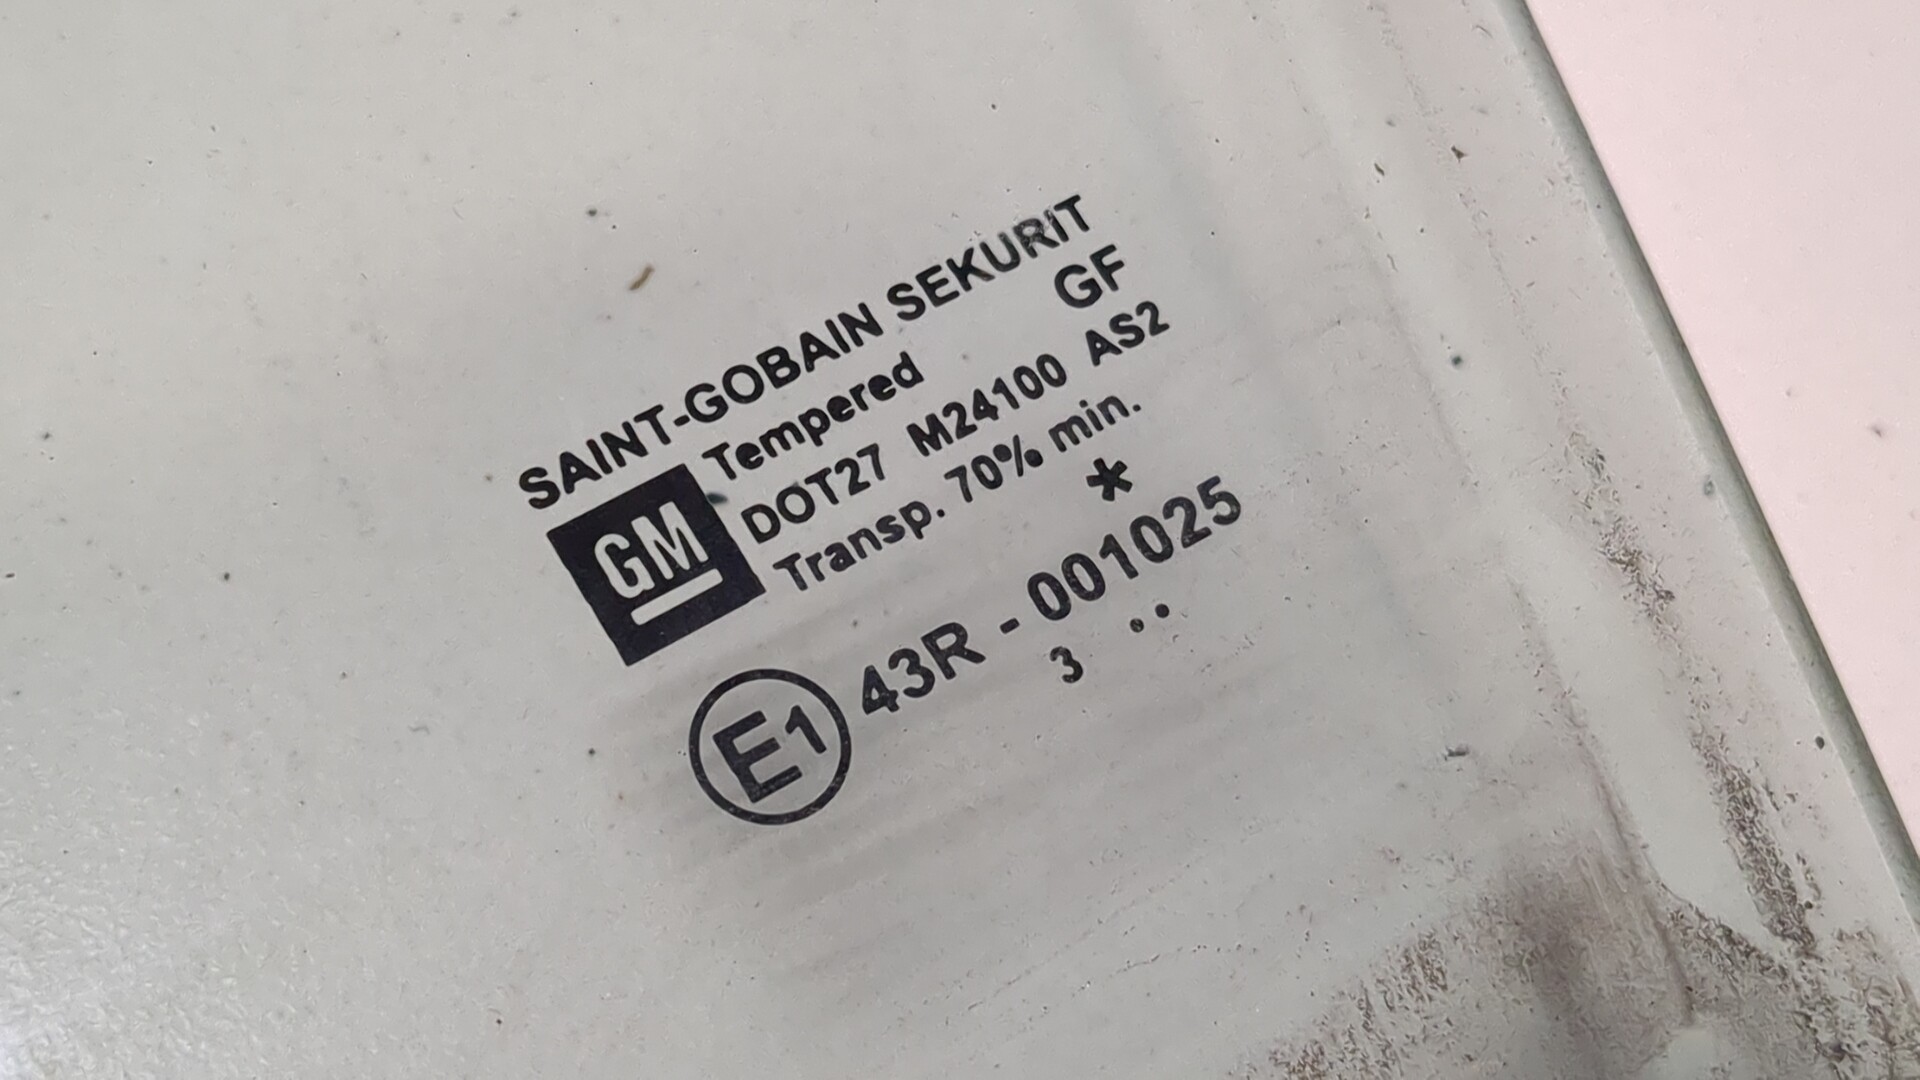 SAINT-GOBAIN SEKURIT
Tempered GF
GM DOT27 M24100 AS2
Transp. 70% min.
*
E1 43R - 001025
3 ..